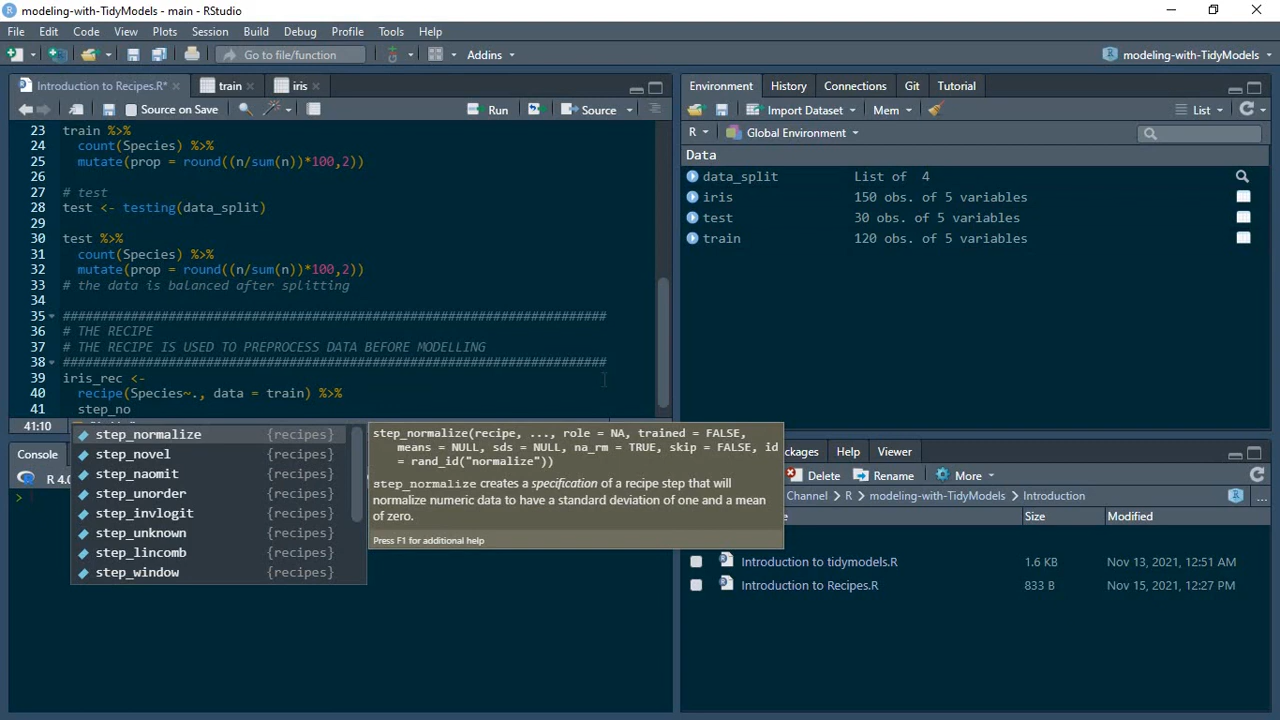 modeling-with-TidyModels - main - RStudio
File Edit Code View Plots Session Build Debug Profile Tools Help
Go to file/function Addins modeling-with-TidyModels
Introduction to Recipes.R* train iris
Source on Save Run Source
23 train %>%
24 count(Species) %>%
25 mutate(prop = round((n/sum(n))*100,2))
26
27 # test
28 test <- testing(data_split)
29
30 test %>%
31 count(Species) %>%
32 mutate(prop = round((n/sum(n))*100,2))
33 # the data is balanced after splitting
34
35 ########################################################################
36 # THE RECIPE
37 # THE RECIPE IS USED TO PREPROCESS DATA BEFORE MODELLING
38 ########################################################################
39 iris_rec <-
40 recipe(Species~., data = train) %>%
41 step_no
41:10
step_normalize {recipes}
step_novel {recipes}
step_naomit {recipes}
step_unorder {recipes}
step_invlogit {recipes}
step_unknown {recipes}
step_lincomb {recipes}
step_window {recipes}
step_normalize(recipe, ..., role = NA, trained = FALSE,
means = NULL, sds = NULL, na_rm = TRUE, skip = FALSE, id
= rand_id("normalize"))
step_normalize creates a specification of a recipe step that will
normalize numeric data to have a standard deviation of one and a mean
of zero.
Press F1 for additional help
Console
R 4.0
>
Environment History Connections Git Tutorial
Import Dataset Mem List
R Global Environment
Data
data_split List of 4
iris 150 obs. of 5 variables
test 30 obs. of 5 variables
train 120 obs. of 5 variables
Help Viewer
Delete Rename More
Channel > R > modeling-with-TidyModels > Introduction ...
Size Modified
Introduction to tidymodels.R 1.6 KB Nov 13, 2021, 12:51 AM
Introduction to Recipes.R 833 B Nov 15, 2021, 12:27 PM